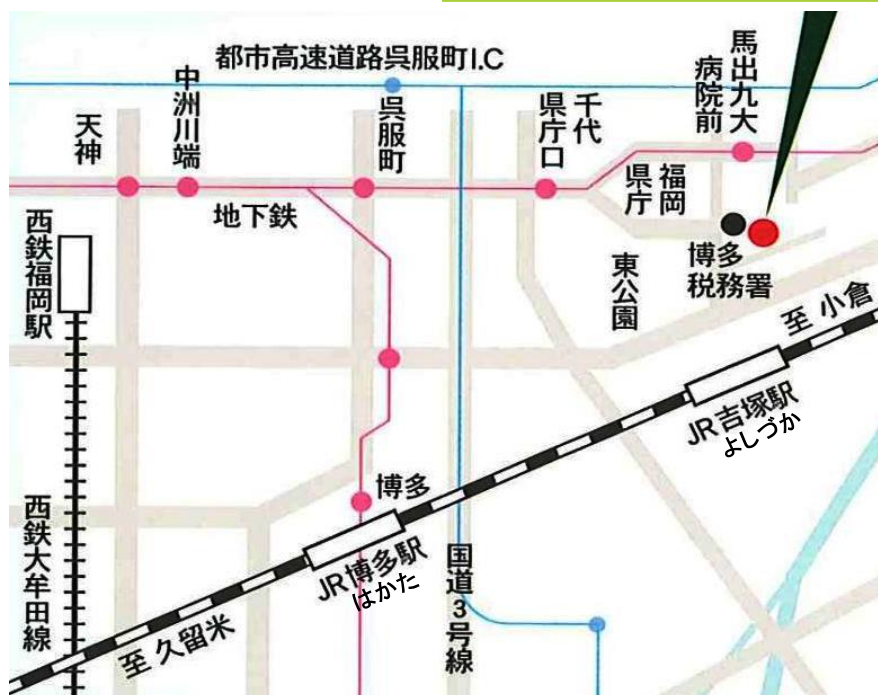 都市高速道路呉服町I.C
馬出九大
病院前
中洲川端
天神
呉服町
千代
県庁口
福岡
県庁
地下鉄
西鉄福岡駅
博多
税務署
東公園
至 小倉
JR吉塚駅
よしづか
博多
JR博多駅
はかた
国道3号線
西鉄大牟田線
至 久留米